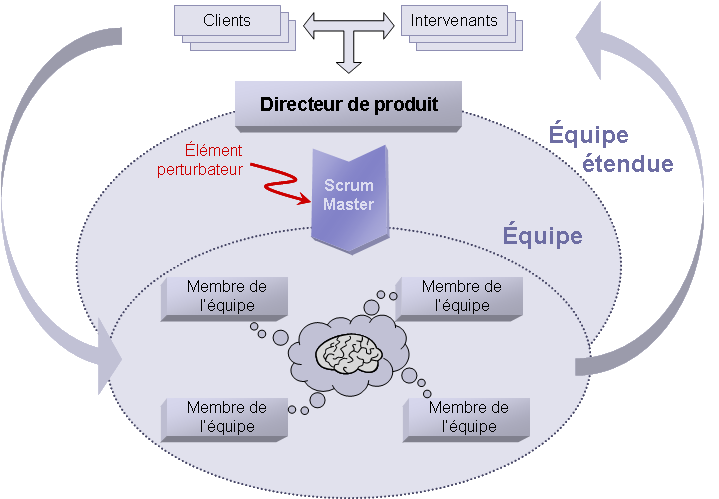 Clients
Intervenants
Directeur de produit
Équipe
étendue
Élément
perturbateur
Scrum
Master
Équipe
Membre de
l'équipe
Membre de
l'équipe
Membre de
l'équipe
Membre de
l'équipe